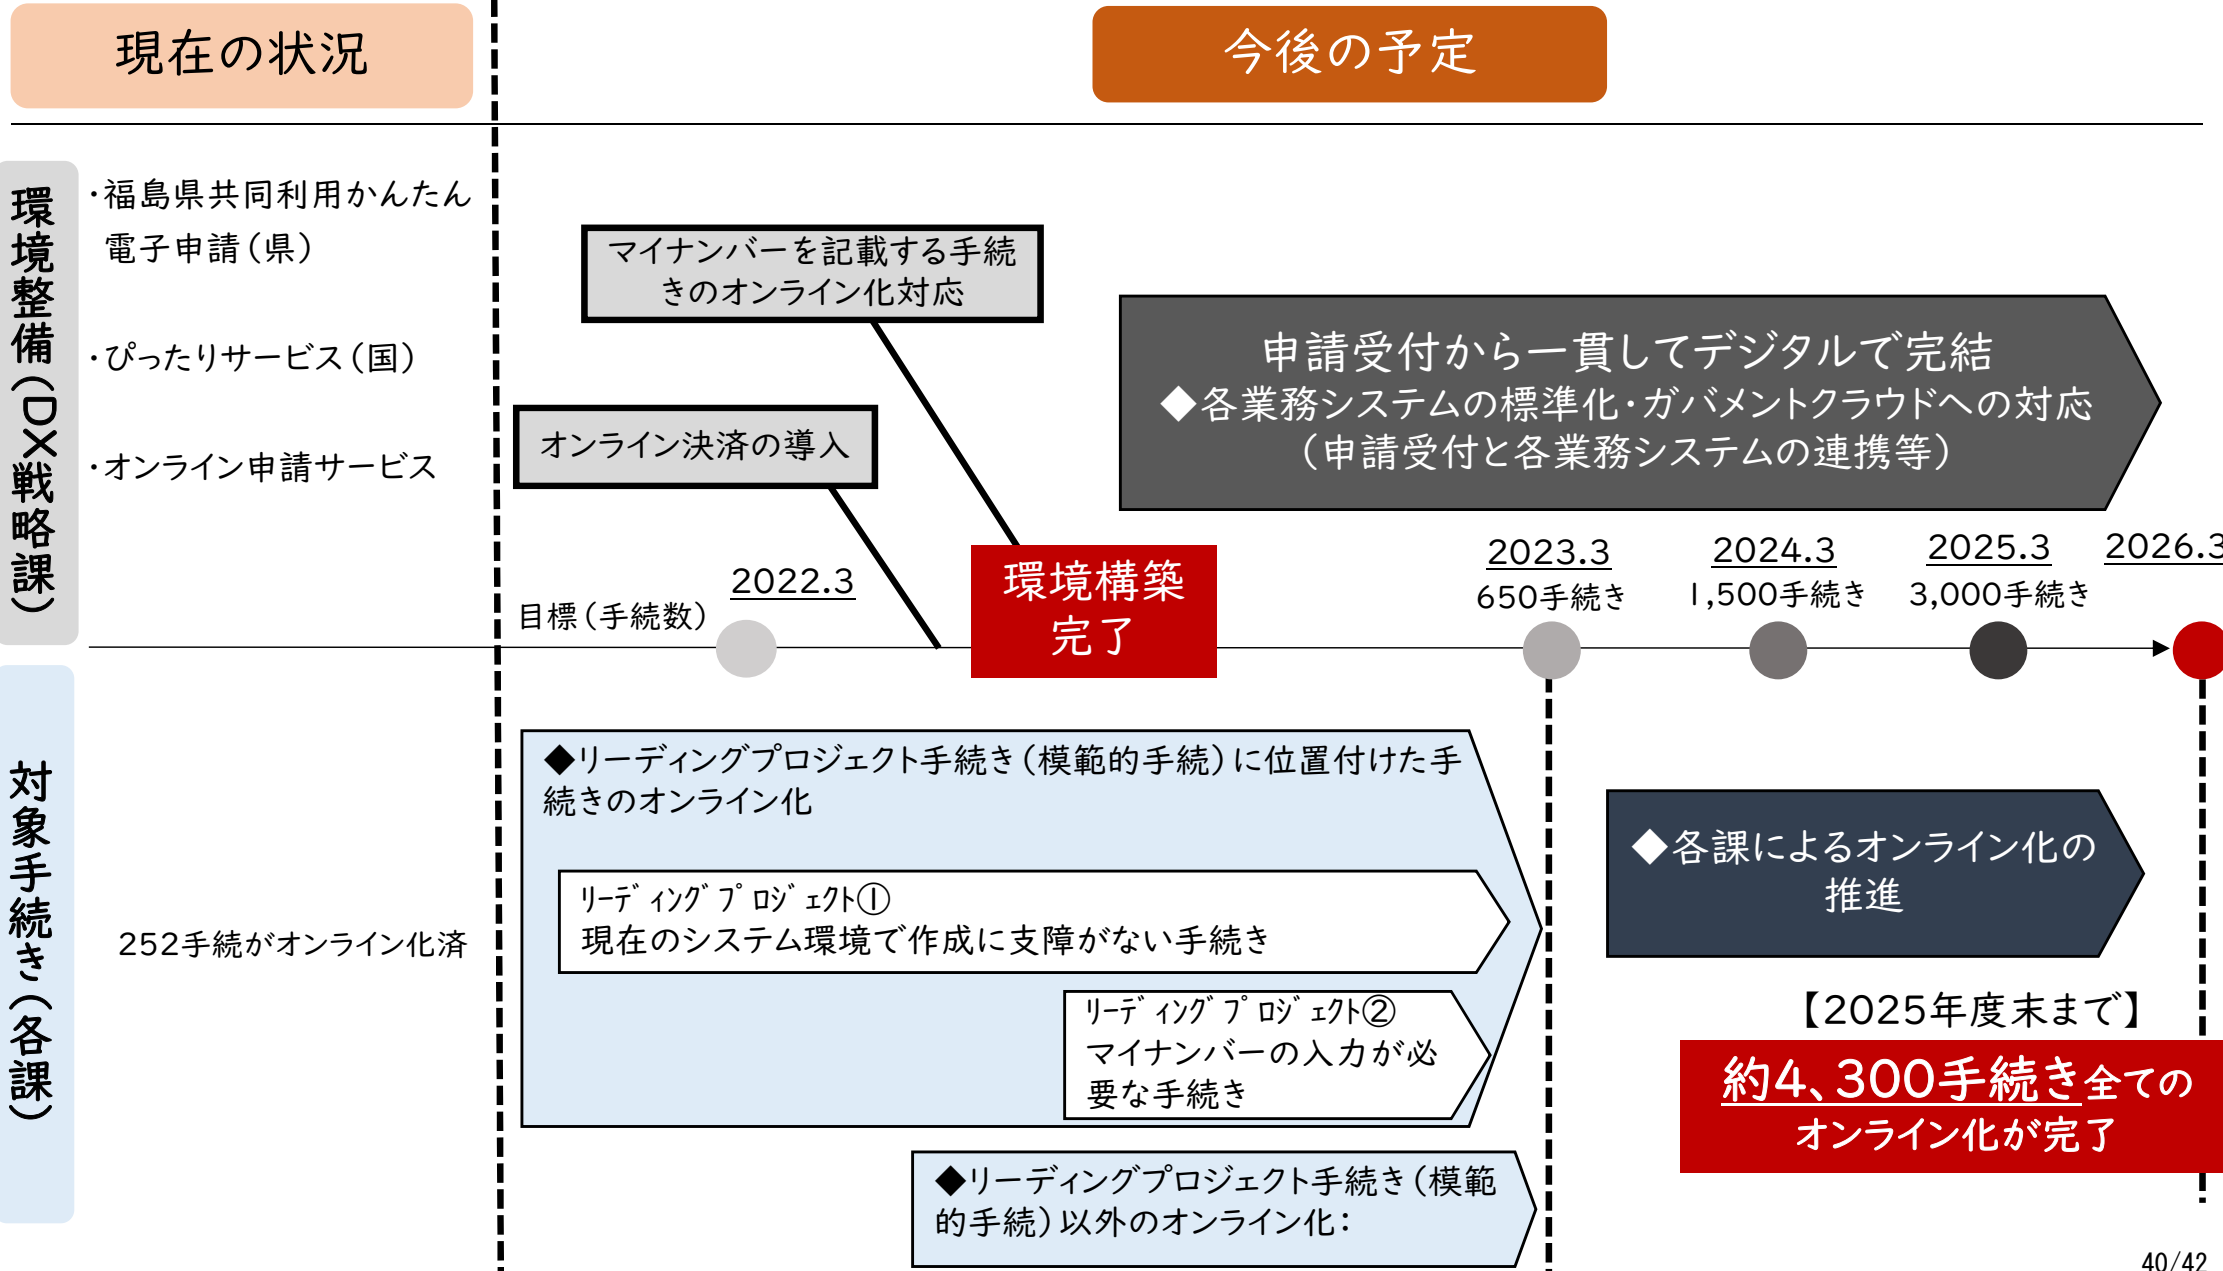 現在の状況
今後の予定
環境整備（DX戦略課）
・福島県共同利用かんたん
電子申請（県）
・ぴったりサービス（国）
・オンライン申請サービス
マイナンバーを記載する手続
きのオンライン化対応
オンライン決済の導入
申請受付から一貫してデジタルで完結
◆各業務システムの標準化・ガバメントクラウドへの対応
（申請受付と各業務システムの連携等）
目標（手続数）
2022.3
環境構築
完了
2023.3
650手続き
2024.3
1,500手続き
2025.3
3,000手続き
2026.3
対象手続き（各課）
252手続がオンライン化済
◆リーディングプロジェクト手続き（模範的手続）に位置付けた手
続きのオンライン化
ﾘｰﾃﾞｨﾝｸﾞﾌﾟﾛｼﾞｪｸﾄ①
現在のシステム環境で作成に支障がない手続き
ﾘｰﾃﾞｨﾝｸﾞﾌﾟﾛｼﾞｪｸﾄ②
マイナンバーの入力が必
要な手続き
◆リーディングプロジェクト手続き（模範
的手続）以外のオンライン化：
◆各課によるオンライン化の
推進
【2025年度末まで】
約4、300手続き全ての
オンライン化が完了
40/42